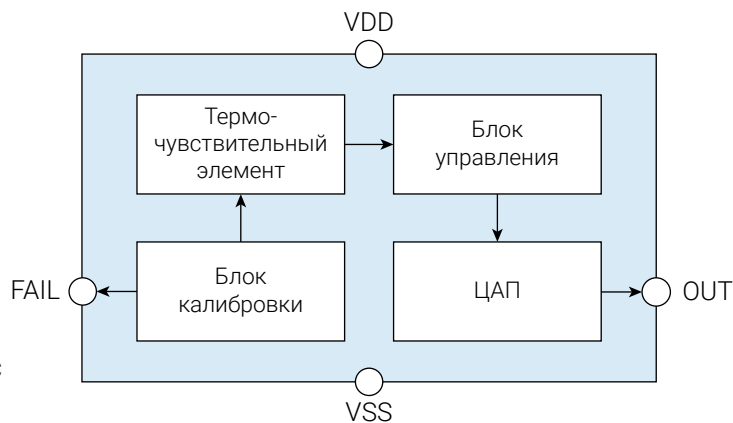 VDD
Термо-
чувствительный
элемент
Блок
управления
FAIL
Блок
калибровки
ЦАП
OUT
с
VSS